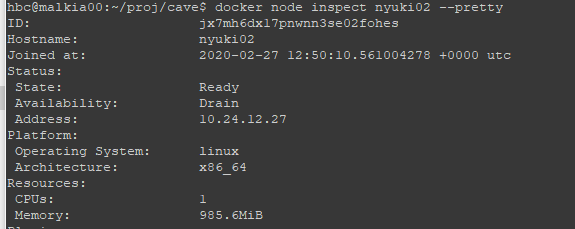 hbc@malkia00:~/proj/cave$ docker node inspect nyuki02 --pretty
ID: jx7mh6dx17pnwnn3se02fohes
Hostname: nyuki02
Joined at: 2020-02-27 12:50:10.561004278 +0000 utc
Status:
State: Ready
Availability: Drain
Address: 10.24.12.27
Platform:
Operating System: linux
Architecture: x86_64
Resources:
CPUs: 1
Memory: 985.6MiB